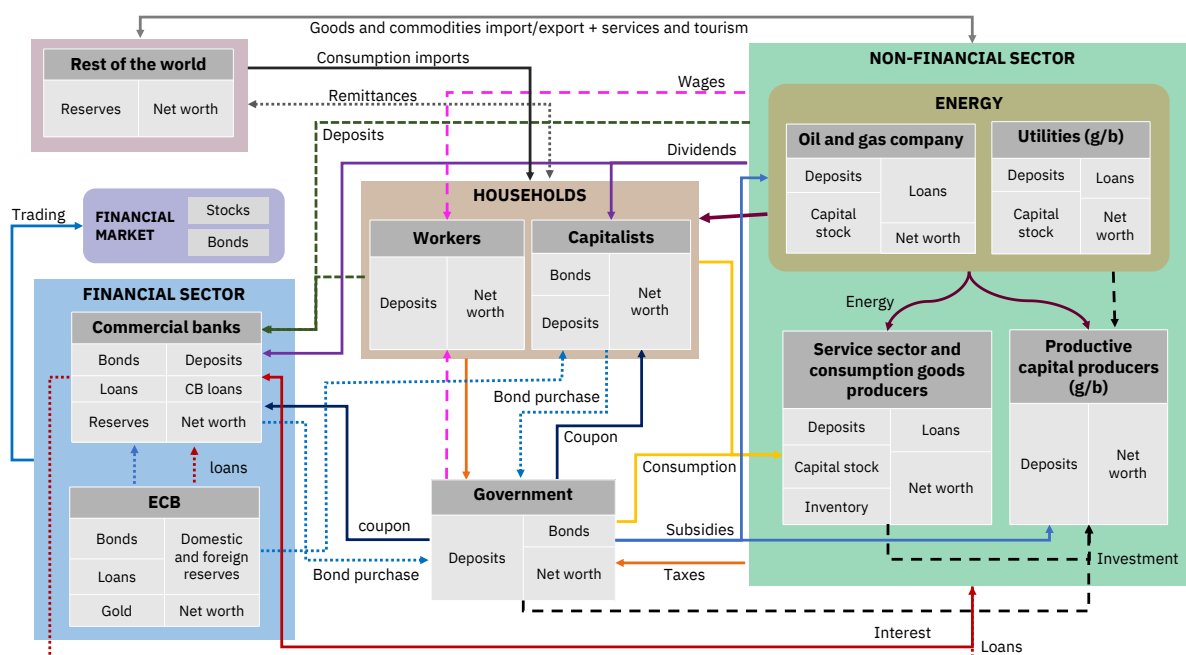 Goods and commodities import/export + services and tourism
Rest of the world
Reserves
Net worth
Consumption imports
Remittances
Deposits
Wages
Dividends
NON-FINANCIAL SECTOR
ENERGY
Oil and gas company
Deposits
Capital
stock
Loans
Net worth
Utilities (g/b)
Deposits
Capital
stock
Loans
Net
worth
Trading
FINANCIAL
MARKET
Stocks
Bonds
HOUSEHOLDS
Workers
Deposits
Net
worth
Capitalists
Bonds
Deposits
Net
worth
FINANCIAL SECTOR
Commercial banks
Bonds
Deposits
Loans
CB loans
Reserves
Net worth
loans
ECB
Bonds
Loans
Gold
Domestic
and foreign
reserves
Net worth
Energy
Service sector and
consumption goods
producers
Deposits
Capital stock
Inventory
Loans
Net worth
Productive
capital producers
(g/b)
Deposits
Net
worth
Bond purchase
Coupon
Consumption
Government
Deposits
Bonds
Net worth
coupon
Bond purchase
Subsidies
Taxes
Investment
Interest
Loans